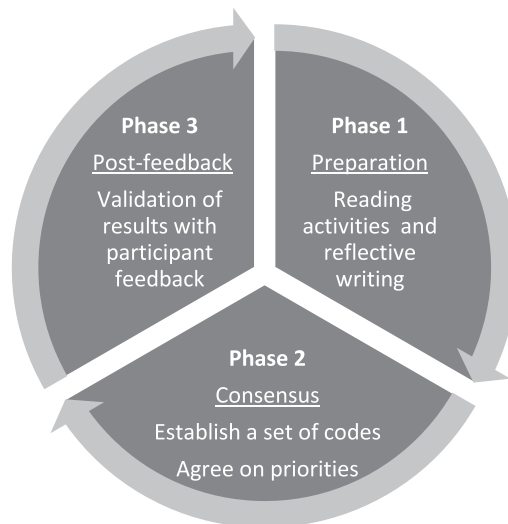 Phase 1
Preparation
Reading
activities and
reflective
writing
Phase 2
Consensus
Establish a set of codes
Agree on priorities
Phase 3
Post-feedback
Validation of
results with
participant
feedback